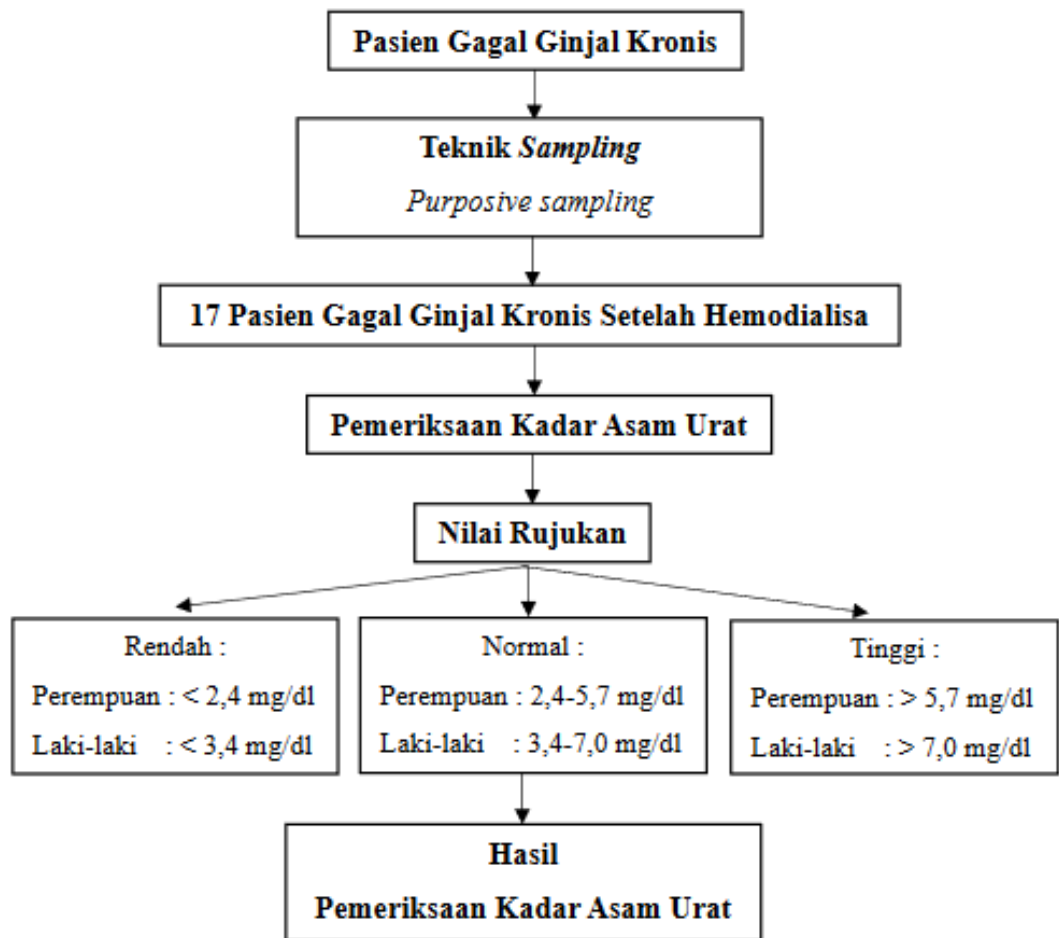 Pasien Gagal Ginjal Kronis
Teknik Sampling
Purposive sampling
17 Pasien Gagal Ginjal Kronis Setelah Hemodialisa
Pemeriksaan Kadar Asam Urat
Nilai Rujukan
Rendah :
Perempuan : < 2,4 mg/dl
Laki-laki : < 3,4 mg/dl
Normal :
Perempuan : 2,4-5,7 mg/dl
Laki-laki : 3,4-7,0 mg/dl
Tinggi :
Perempuan : > 5,7 mg/dl
Laki-laki : > 7,0 mg/dl
Hasil
Pemeriksaan Kadar Asam Urat